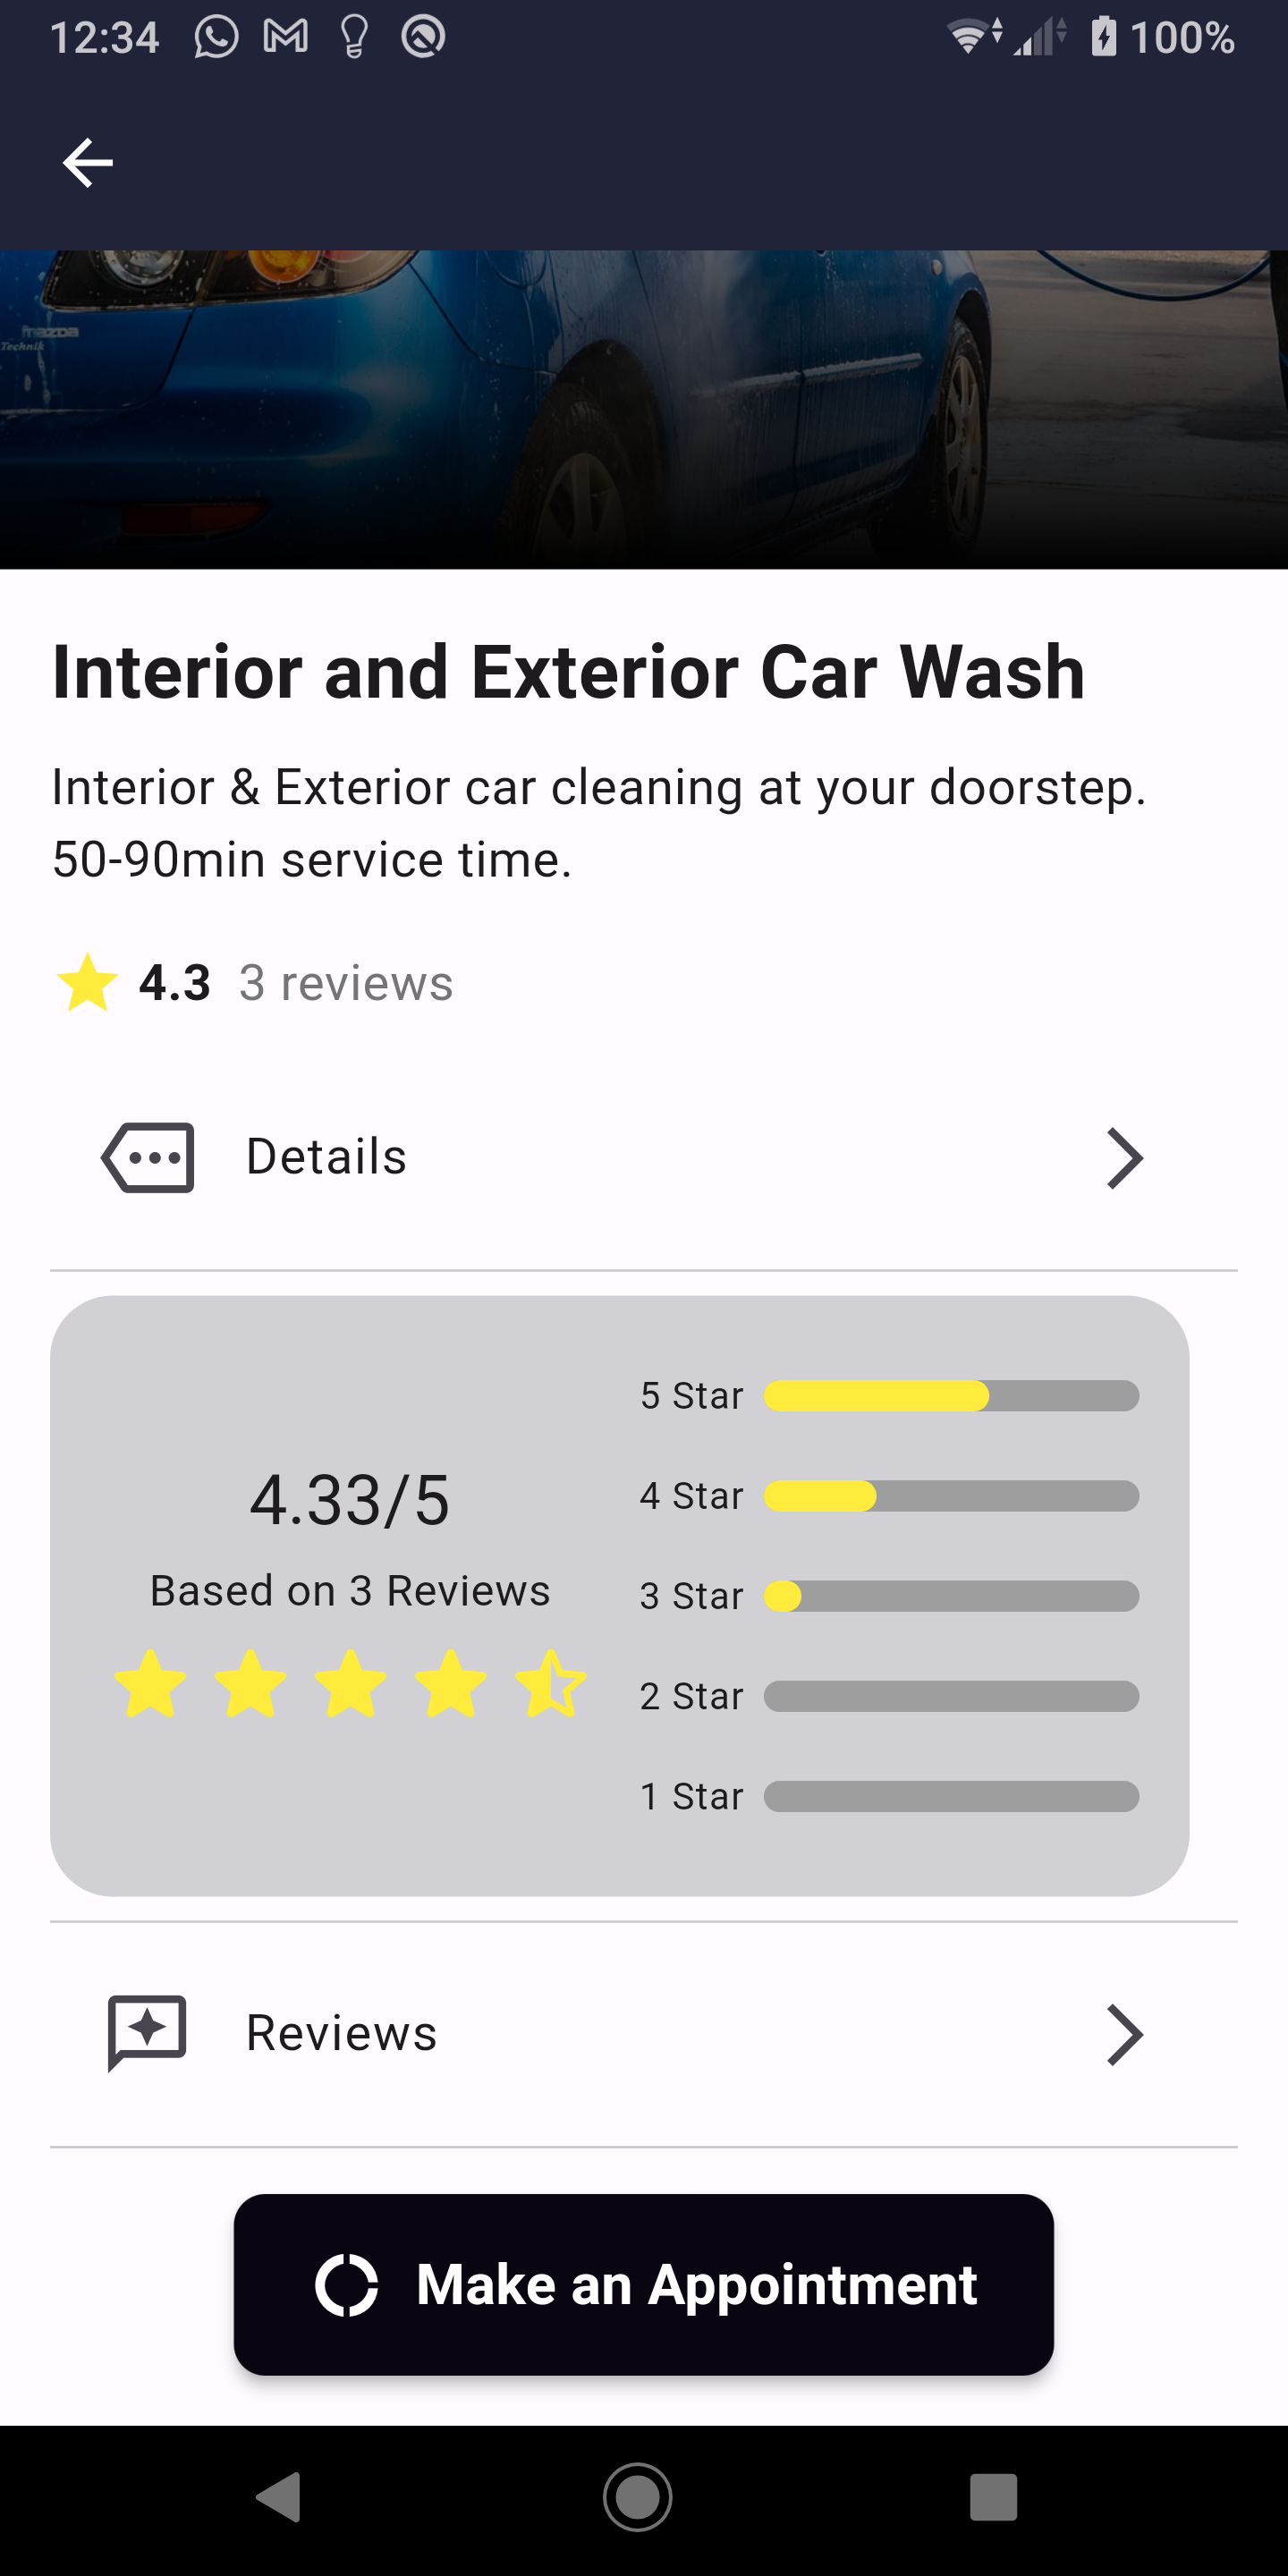 12:34 100%
mazda
Technik
Interior and Exterior Car Wash
Interior & Exterior car cleaning at your doorstep.
50-90min service time.
4.3 3 reviews
Details
5 Star
4 Star
4.33/5
Based on 3 Reviews
3 Star
2 Star
1 Star
Reviews
Make an Appointment